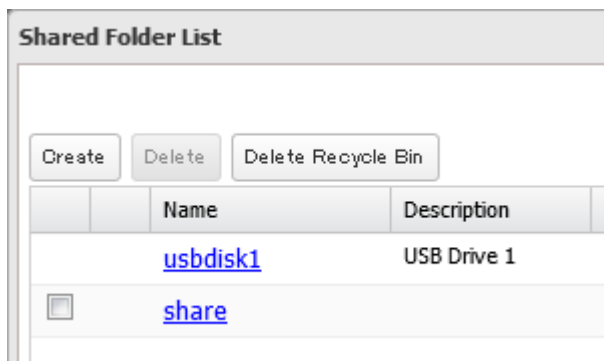 Shared Folder List
Create Delete Delete Recycle Bin
Name Description
usbdisk1 USB Drive 1
share